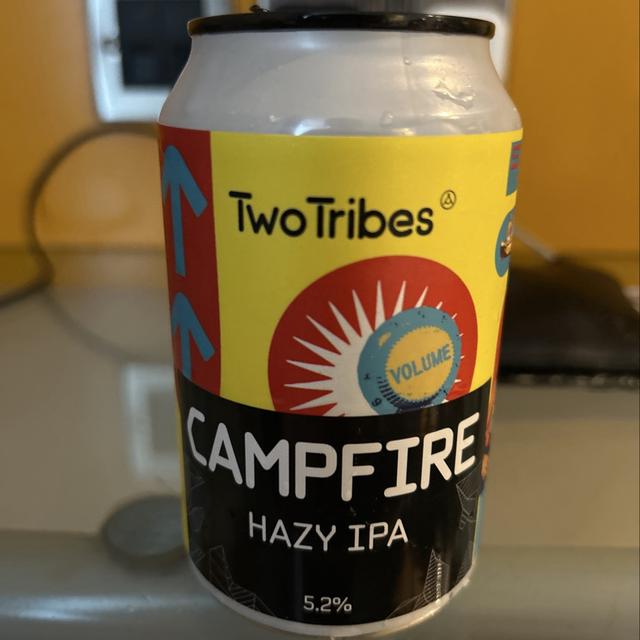 TwoTribes
VOLUME
CAMPFIRE
HAZY IPA
5.2%